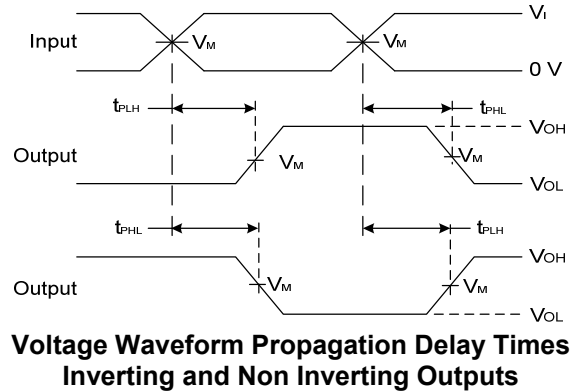 Input
VM
VM
VI
0 V
tPLH
tPHL
Output
VM
VM
VOH
VOL
tPHL
tPLH
Output
VM
VM
VOH
VOL
Voltage Waveform Propagation Delay Times
Inverting and Non Inverting Outputs